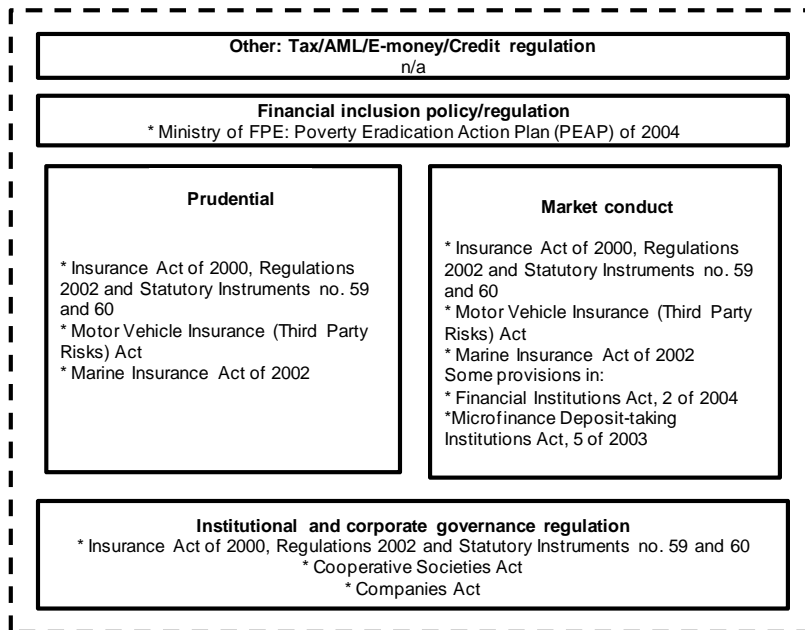 Other: Tax/AML/E-money/Credit regulation
n/a
Financial inclusion policy/regulation
* Ministry of FPE: Poverty Eradication Action Plan (PEAP) of 2004
Prudential
* Insurance Act of 2000, Regulations
2002 and Statutory Instruments no. 59
and 60
* Motor Vehicle Insurance (Third Party
Risks) Act
* Marine Insurance Act of 2002
Market conduct
* Insurance Act of 2000, Regulations
2002 and Statutory Instruments no. 59
and 60
* Motor Vehicle Insurance (Third Party
Risks) Act
* Marine Insurance Act of 2002
Some provisions in:
* Financial Institutions Act, 2 of 2004
*Microfinance Deposit-taking
Institutions Act, 5 of 2003
Institutional and corporate governance regulation
* Insurance Act of 2000, Regulations 2002 and Statutory Instruments no. 59 and 60
* Cooperative Societies Act
* Companies Act